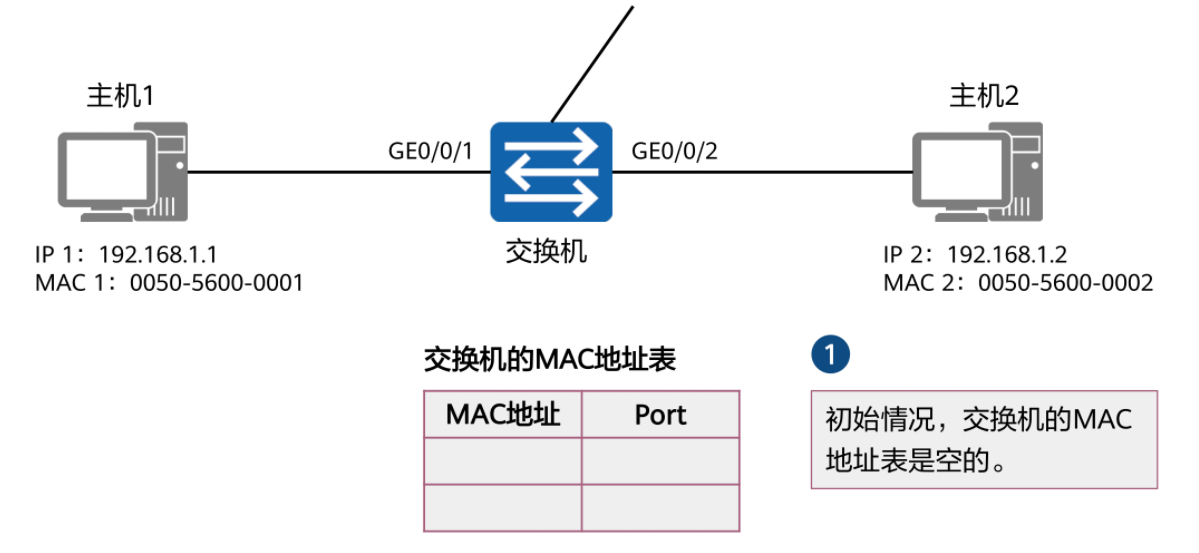 主机1
主机2
GE0/0/1
GE0/0/2
交换机
IP 1：192.168.1.1
MAC 1：0050-5600-0001
IP 2：192.168.1.2
MAC 2：0050-5600-0002
交换机的MAC地址表
MAC地址 Port
1
初始情况，交换机的MAC
地址表是空的。